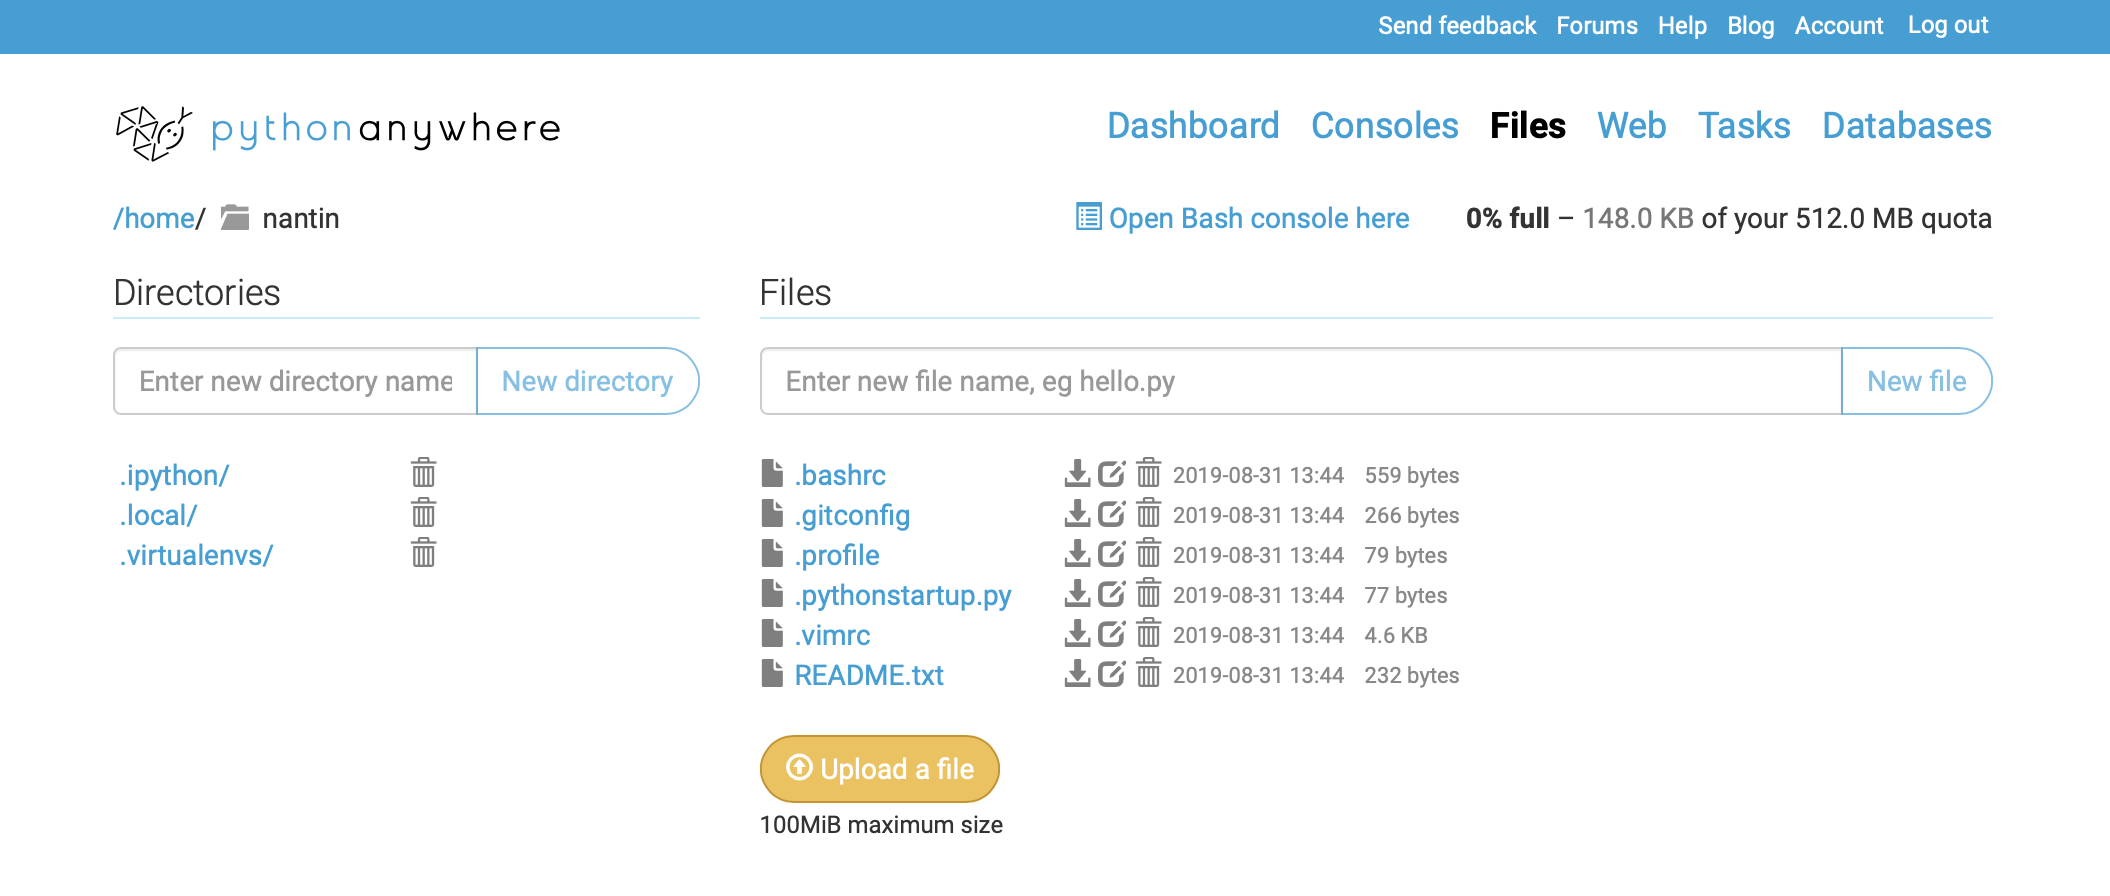 Send feedback Forums Help Blog Account Log out
pythonanywhere
Dashboard Consoles Files Web Tasks Databases
/home/ nantin
Open Bash console here 0% full – 148.0 KB of your 512.0 MB quota
Directories
Enter new directory name New directory
.ipython/
.local/
.virtualenvs/
Files
Enter new file name, eg hello.py New file
.bashrc 2019-08-31 13:44 559 bytes
.gitconfig 2019-08-31 13:44 266 bytes
.profile 2019-08-31 13:44 79 bytes
.pythonstartup.py 2019-08-31 13:44 77 bytes
.vimrc 2019-08-31 13:44 4.6 KB
README.txt 2019-08-31 13:44 232 bytes
Upload a file
100MiB maximum size